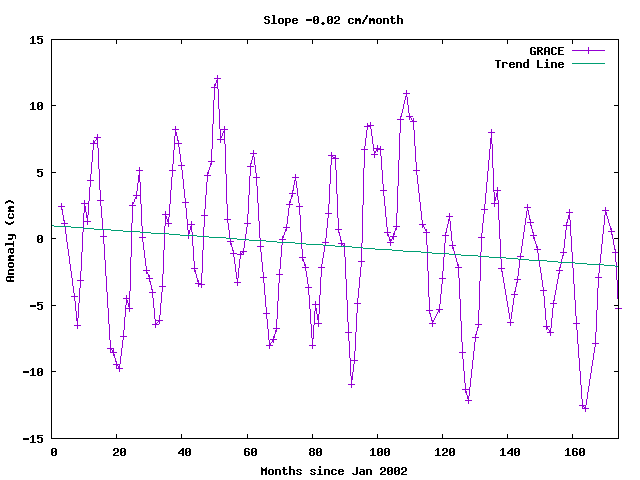 Slope -0.02 cm/month
GRACE
Trend Line
15
10
5
0
-5
-10
-15
Anomaly (cm)
0 20 40 60 80 100 120 140 160
Months since Jan 2002